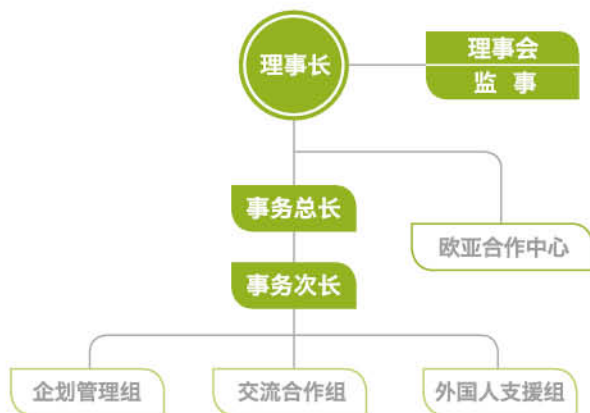 理事长
理事会
监 事
事务总长
欧亚合作中心
事务次长
企划管理组
交流合作组
外国人支援组